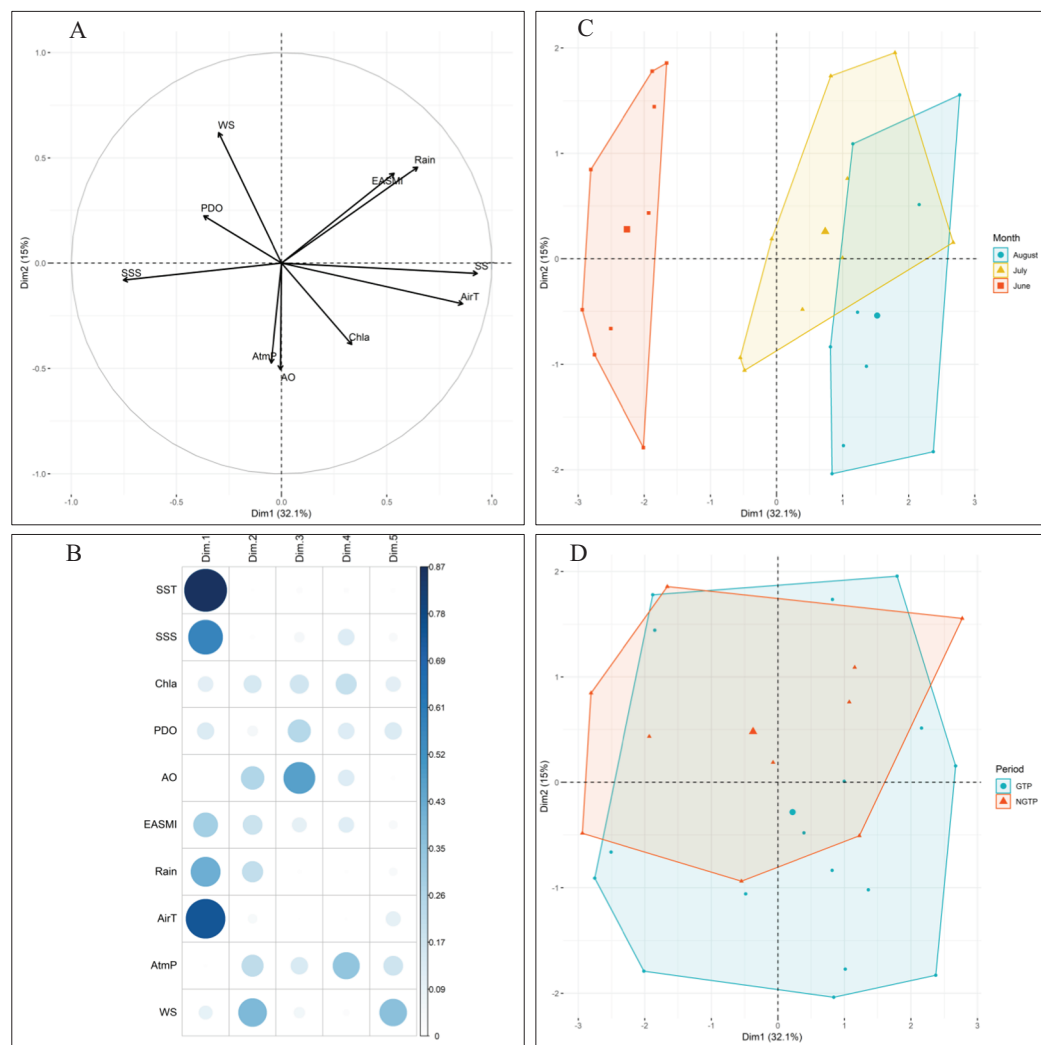 A
1.0
0.5
0.0
-0.5
-1.0
Dim2 (15%)
WS
Rain
EASMI
PDO
SSS
SS
AirT
Chla
AtmP
AO
-1.0 -0.5 0.0 0.5 1.0
Dim1 (32.1%)
C
2
1
0
-1
-2
Dim2 (15%)
-3 -2 -1 0 1 2 3
Dim1 (32.1%)
Month
August
July
June
B
Dim.1 Dim.2 Dim.3 Dim.4 Dim.5
SST
SSS
Chla
PDO
AO
EASMI
Rain
AirT
AtmP
WS
0.87
0.78
0.69
0.61
0.52
0.43
0.35
0.26
0.17
0.09
0
D
2
1
0
-1
-2
Dim2 (15%)
-3 -2 -1 0 1 2 3
Dim1 (32.1%)
Period
GTP
NGTP